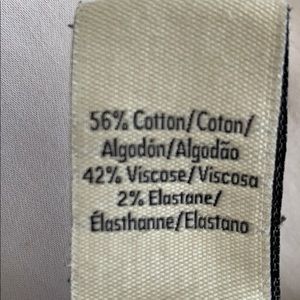 56% Cotton/Coton/
Algodón/Algodão
42% Viscose/Viscosa
2% Elastane/
Élasthanne/Elastano